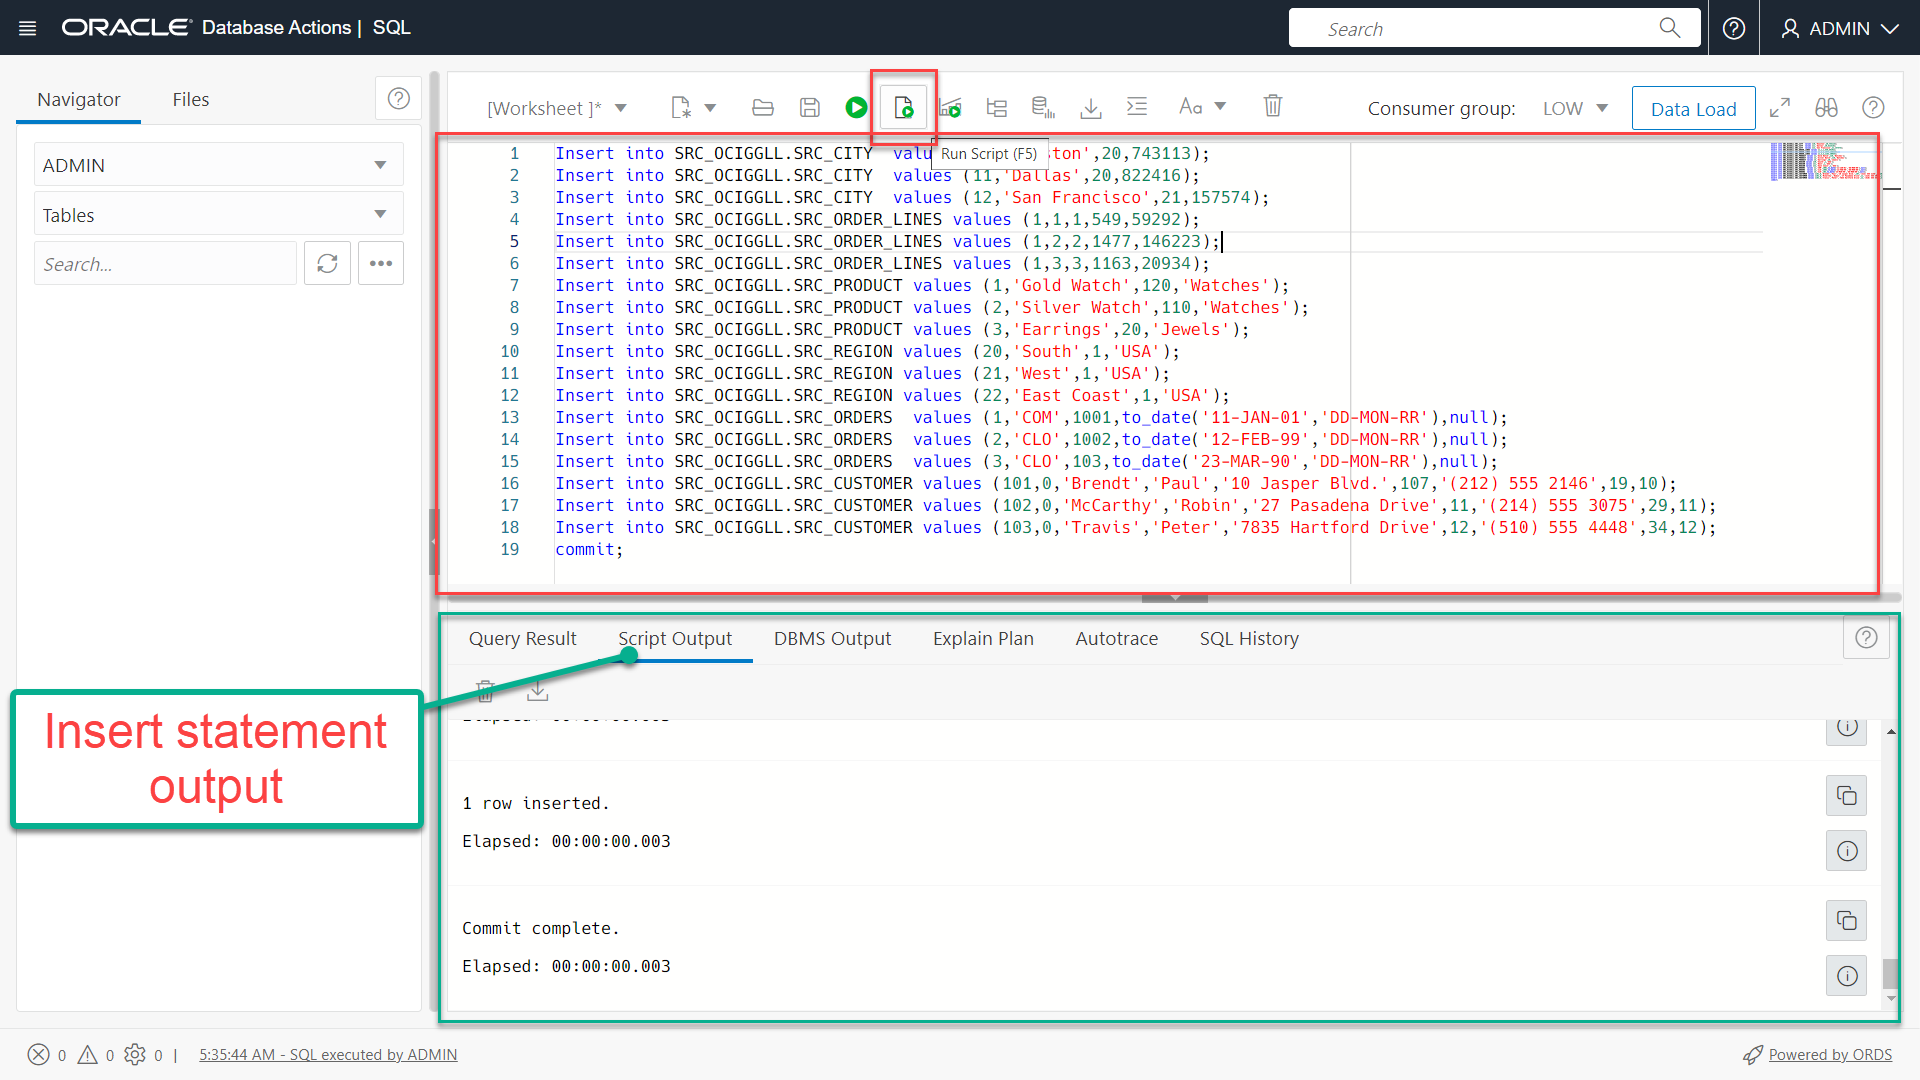 ORACLE Database Actions | SQL
Search
ADMIN
Navigator
Files
[Worksheet ]*
Aa
Consumer group:
LOW
Data Load
Run Script (F5)
ADMIN
Tables
Search...
1 Insert into SRC_OCIGGLL.SRC_CITY valu ton',20,743113);
2 Insert into SRC_OCIGGLL.SRC_CITY values (11,'Dallas',20,822416);
3 Insert into SRC_OCIGGLL.SRC_CITY values (12,'San Francisco',21,157574);
4 Insert into SRC_OCIGGLL.SRC_ORDER_LINES values (1,1,1,549,59292);
5 Insert into SRC_OCIGGLL.SRC_ORDER_LINES values (1,2,2,1477,146223);
6 Insert into SRC_OCIGGLL.SRC_ORDER_LINES values (1,3,3,1163,20934);
7 Insert into SRC_OCIGGLL.SRC_PRODUCT values (1,'Gold Watch',120,'Watches');
8 Insert into SRC_OCIGGLL.SRC_PRODUCT values (2,'Silver Watch',110,'Watches');
9 Insert into SRC_OCIGGLL.SRC_PRODUCT values (3,'Earrings',20,'Jewels');
10 Insert into SRC_OCIGGLL.SRC_REGION values (20,'South',1,'USA');
11 Insert into SRC_OCIGGLL.SRC_REGION values (21,'West',1,'USA');
12 Insert into SRC_OCIGGLL.SRC_REGION values (22,'East Coast',1,'USA');
13 Insert into SRC_OCIGGLL.SRC_ORDERS values (1,'COM',1001,to_date('11-JAN-01','DD-MON-RR'),null);
14 Insert into SRC_OCIGGLL.SRC_ORDERS values (2,'CLO',1002,to_date('12-FEB-99','DD-MON-RR'),null);
15 Insert into SRC_OCIGGLL.SRC_ORDERS values (3,'CLO',103,to_date('23-MAR-90','DD-MON-RR'),null);
16 Insert into SRC_OCIGGLL.SRC_CUSTOMER values (101,0,'Brendt','Paul','10 Jasper Blvd.',107,'(212) 555 2146',19,10);
17 Insert into SRC_OCIGGLL.SRC_CUSTOMER values (102,0,'McCarthy','Robin','27 Pasadena Drive',11,'(214) 555 3075',29,11);
18 Insert into SRC_OCIGGLL.SRC_CUSTOMER values (103,0,'Travis','Peter','7835 Hartford Drive',12,'(510) 555 4448',34,12);
19 commit;
Query Result
Script Output
DBMS Output
Explain Plan
Autotrace
SQL History
Insert statement
output
1 row inserted.
Elapsed: 00:00:00.003
Commit complete.
Elapsed: 00:00:00.003
0 0 0 | 5:35:44 AM - SQL executed by ADMIN
Powered by ORDS